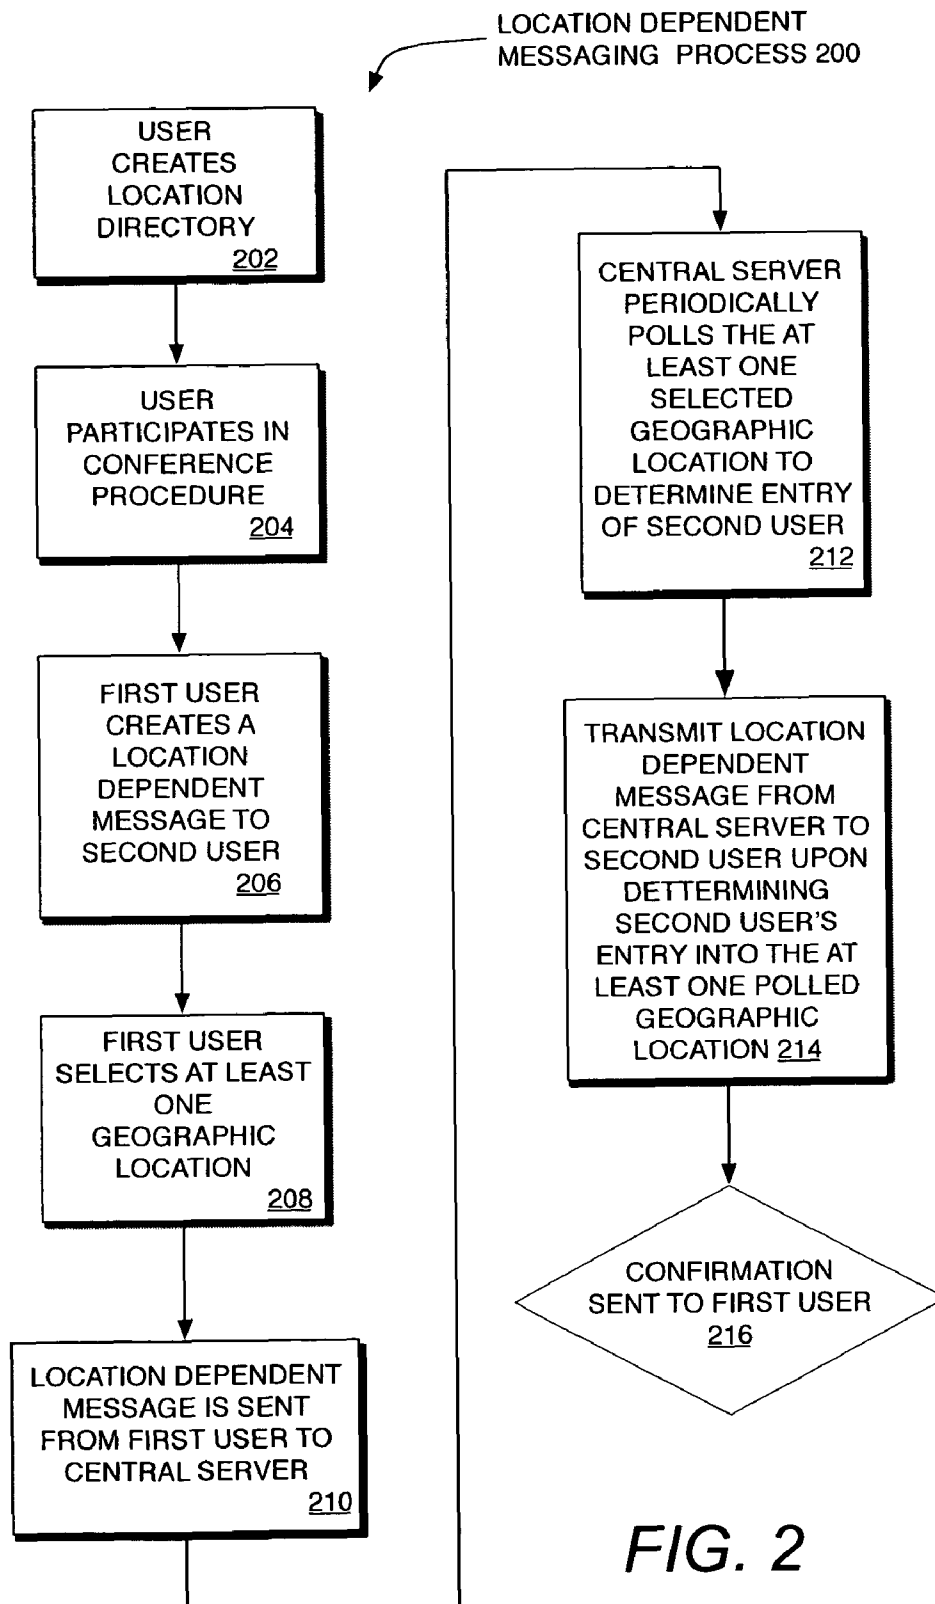 LOCATION DEPENDENT
MESSAGING PROCESS 200
USER
CREATES
LOCATION
DIRECTORY
202
USER
PARTICIPATES IN
CONFERENCE
PROCEDURE
204
FIRST USER
CREATES A
LOCATION
DEPENDENT
MESSAGE TO
SECOND USER
206
FIRST USER
SELECTS AT LEAST
ONE
GEOGRAPHIC
LOCATION
208
LOCATION DEPENDENT
MESSAGE IS SENT
FROM FIRST USER TO
CENTRAL SERVER
210
CENTRAL SERVER
PERIODICALLY
POLLS THE AT
LEAST ONE
SELECTED
GEOGRAPHIC
LOCATION TO
DETERMINE ENTRY
OF SECOND USER
212
TRANSMIT LOCATION
DEPENDENT
MESSAGE FROM
CENTRAL SERVER TO
SECOND USER UPON
DETTERMINING
SECOND USER'S
ENTRY INTO THE AT
LEAST ONE POLLED
GEOGRAPHIC
LOCATION 214
CONFIRMATION
SENT TO FIRST USER
216
FIG. 2